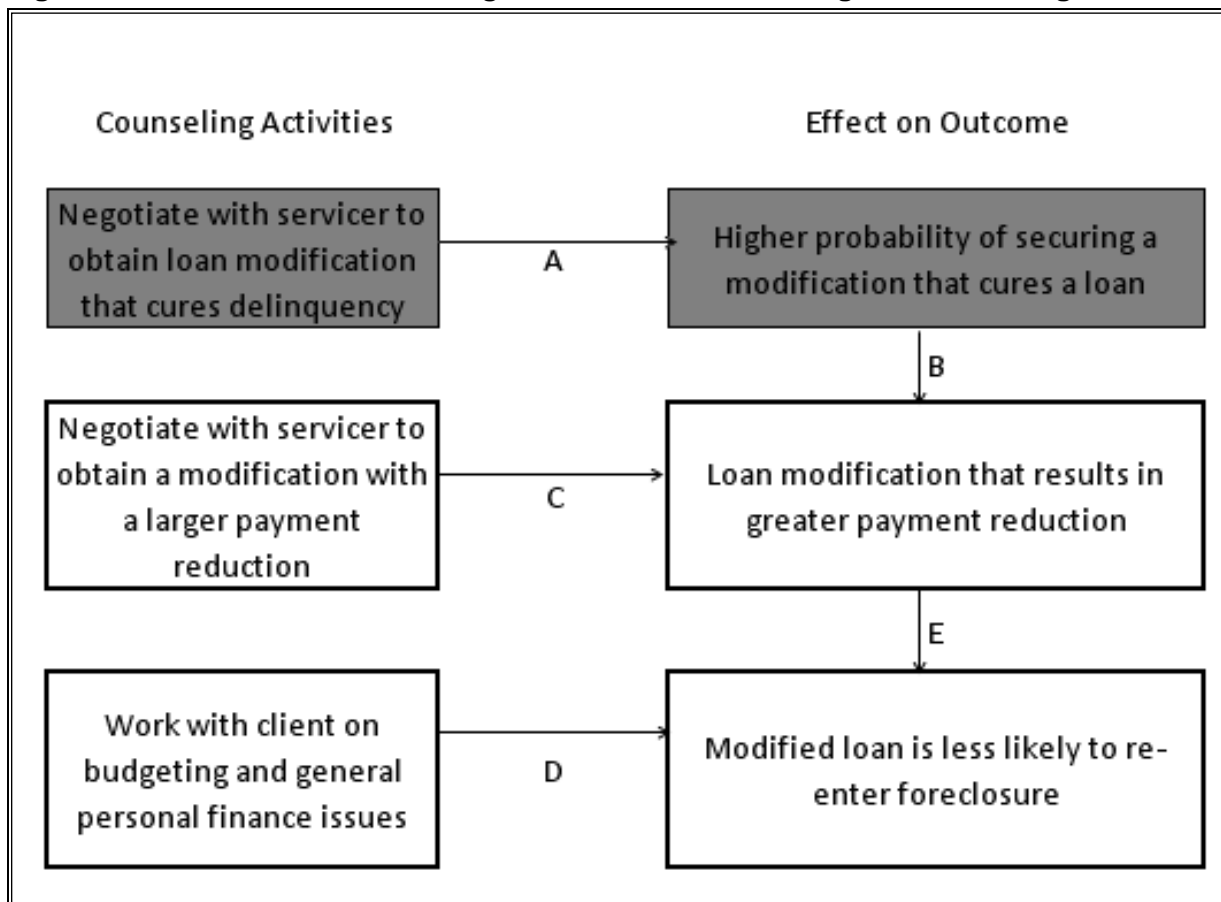 Counseling Activities
Effect on Outcome
Negotiate with servicer to
obtain loan modification
that cures delinquency
A
Higher probability of securing a
modification that cures a loan
B
Negotiate with servicer to
obtain a modification with
a larger payment
reduction
C
Loan modification that results in
greater payment reduction
E
Work with client on
budgeting and general
personal finance issues
D
Modified loan is less likely to re-
enter foreclosure